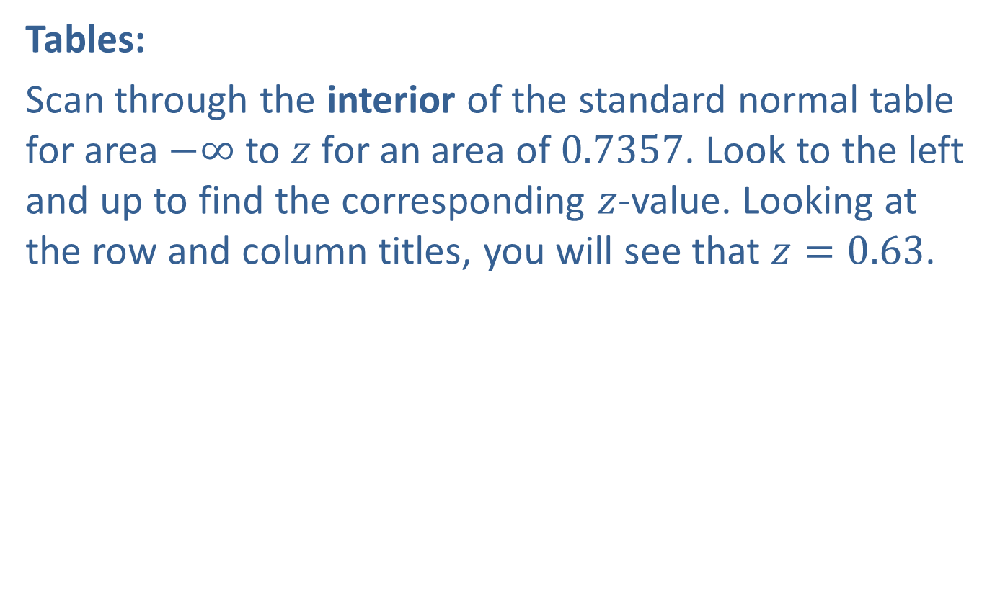 Tables:
Scan through the interior of the standard normal table
for area −∞ to z for an area of 0.7357. Look to the left
and up to find the corresponding z-value. Looking at
the row and column titles, you will see that z = 0.63.